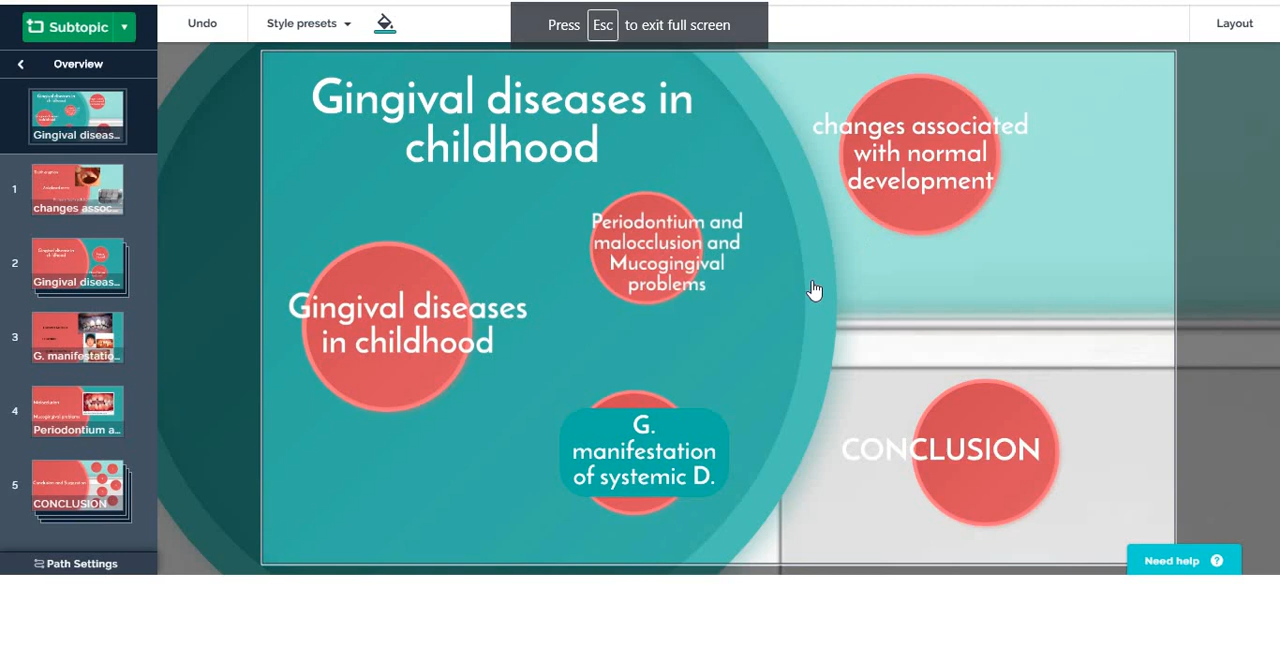 Subtopic
Undo
Style presets
Press Esc to exit full screen
Layout
Overview
Gingival diseas...
1
changes assoc...
2
Gingival diseas...
3
G. manifestatio...
4
Periodontium a...
5
CONCLUSION
Path Settings
Gingival diseases in
childhood
changes associated
with normal
development
Periodontium and
malocclusion and
Mucogingival
problems
Gingival diseases
in childhood
G.
manifestation
of systemic D.
CONCLUSION
Need help ?